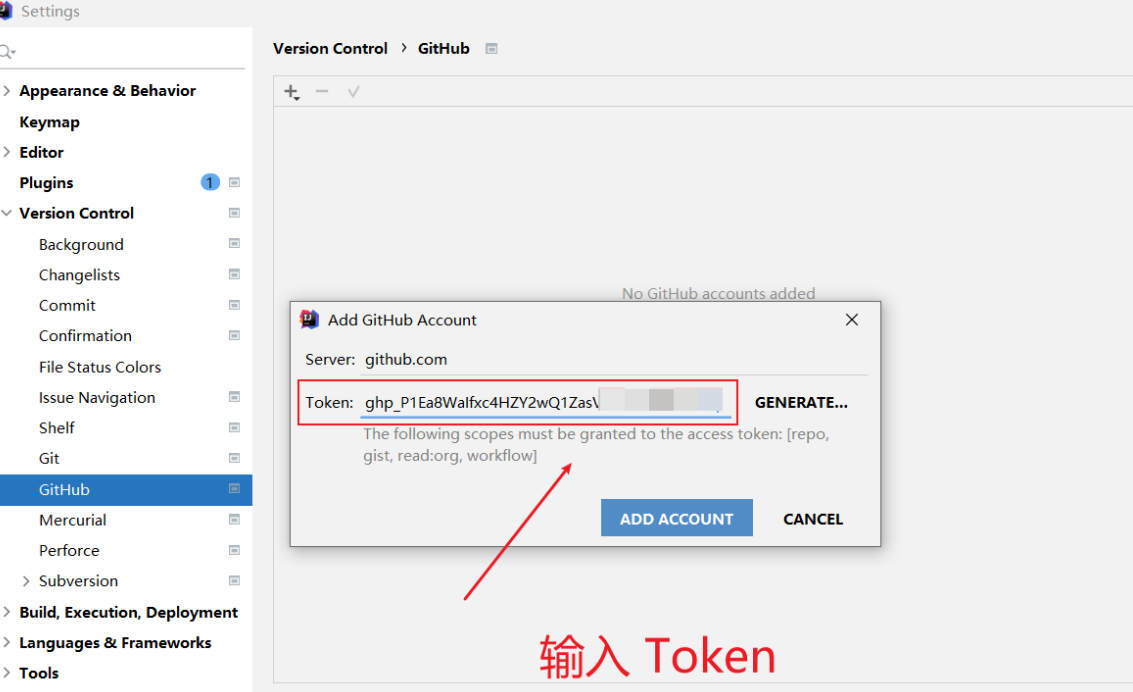 Settings
Version Control › GitHub
Appearance & Behavior
Keymap
Editor
Plugins 1
Version Control
Background
Changelists
Commit
Confirmation
File Status Colors
Issue Navigation
Shelf
Git
GitHub
Mercurial
Perforce
Subversion
Build, Execution, Deployment
Languages & Frameworks
Tools
No GitHub accounts added
Add GitHub Account
Server: github.com
Token: GENERATE...
The following scopes must be granted to the access token: [repo,
gist, read:org, workflow]
ADD ACCOUNT CANCEL
输入 Token